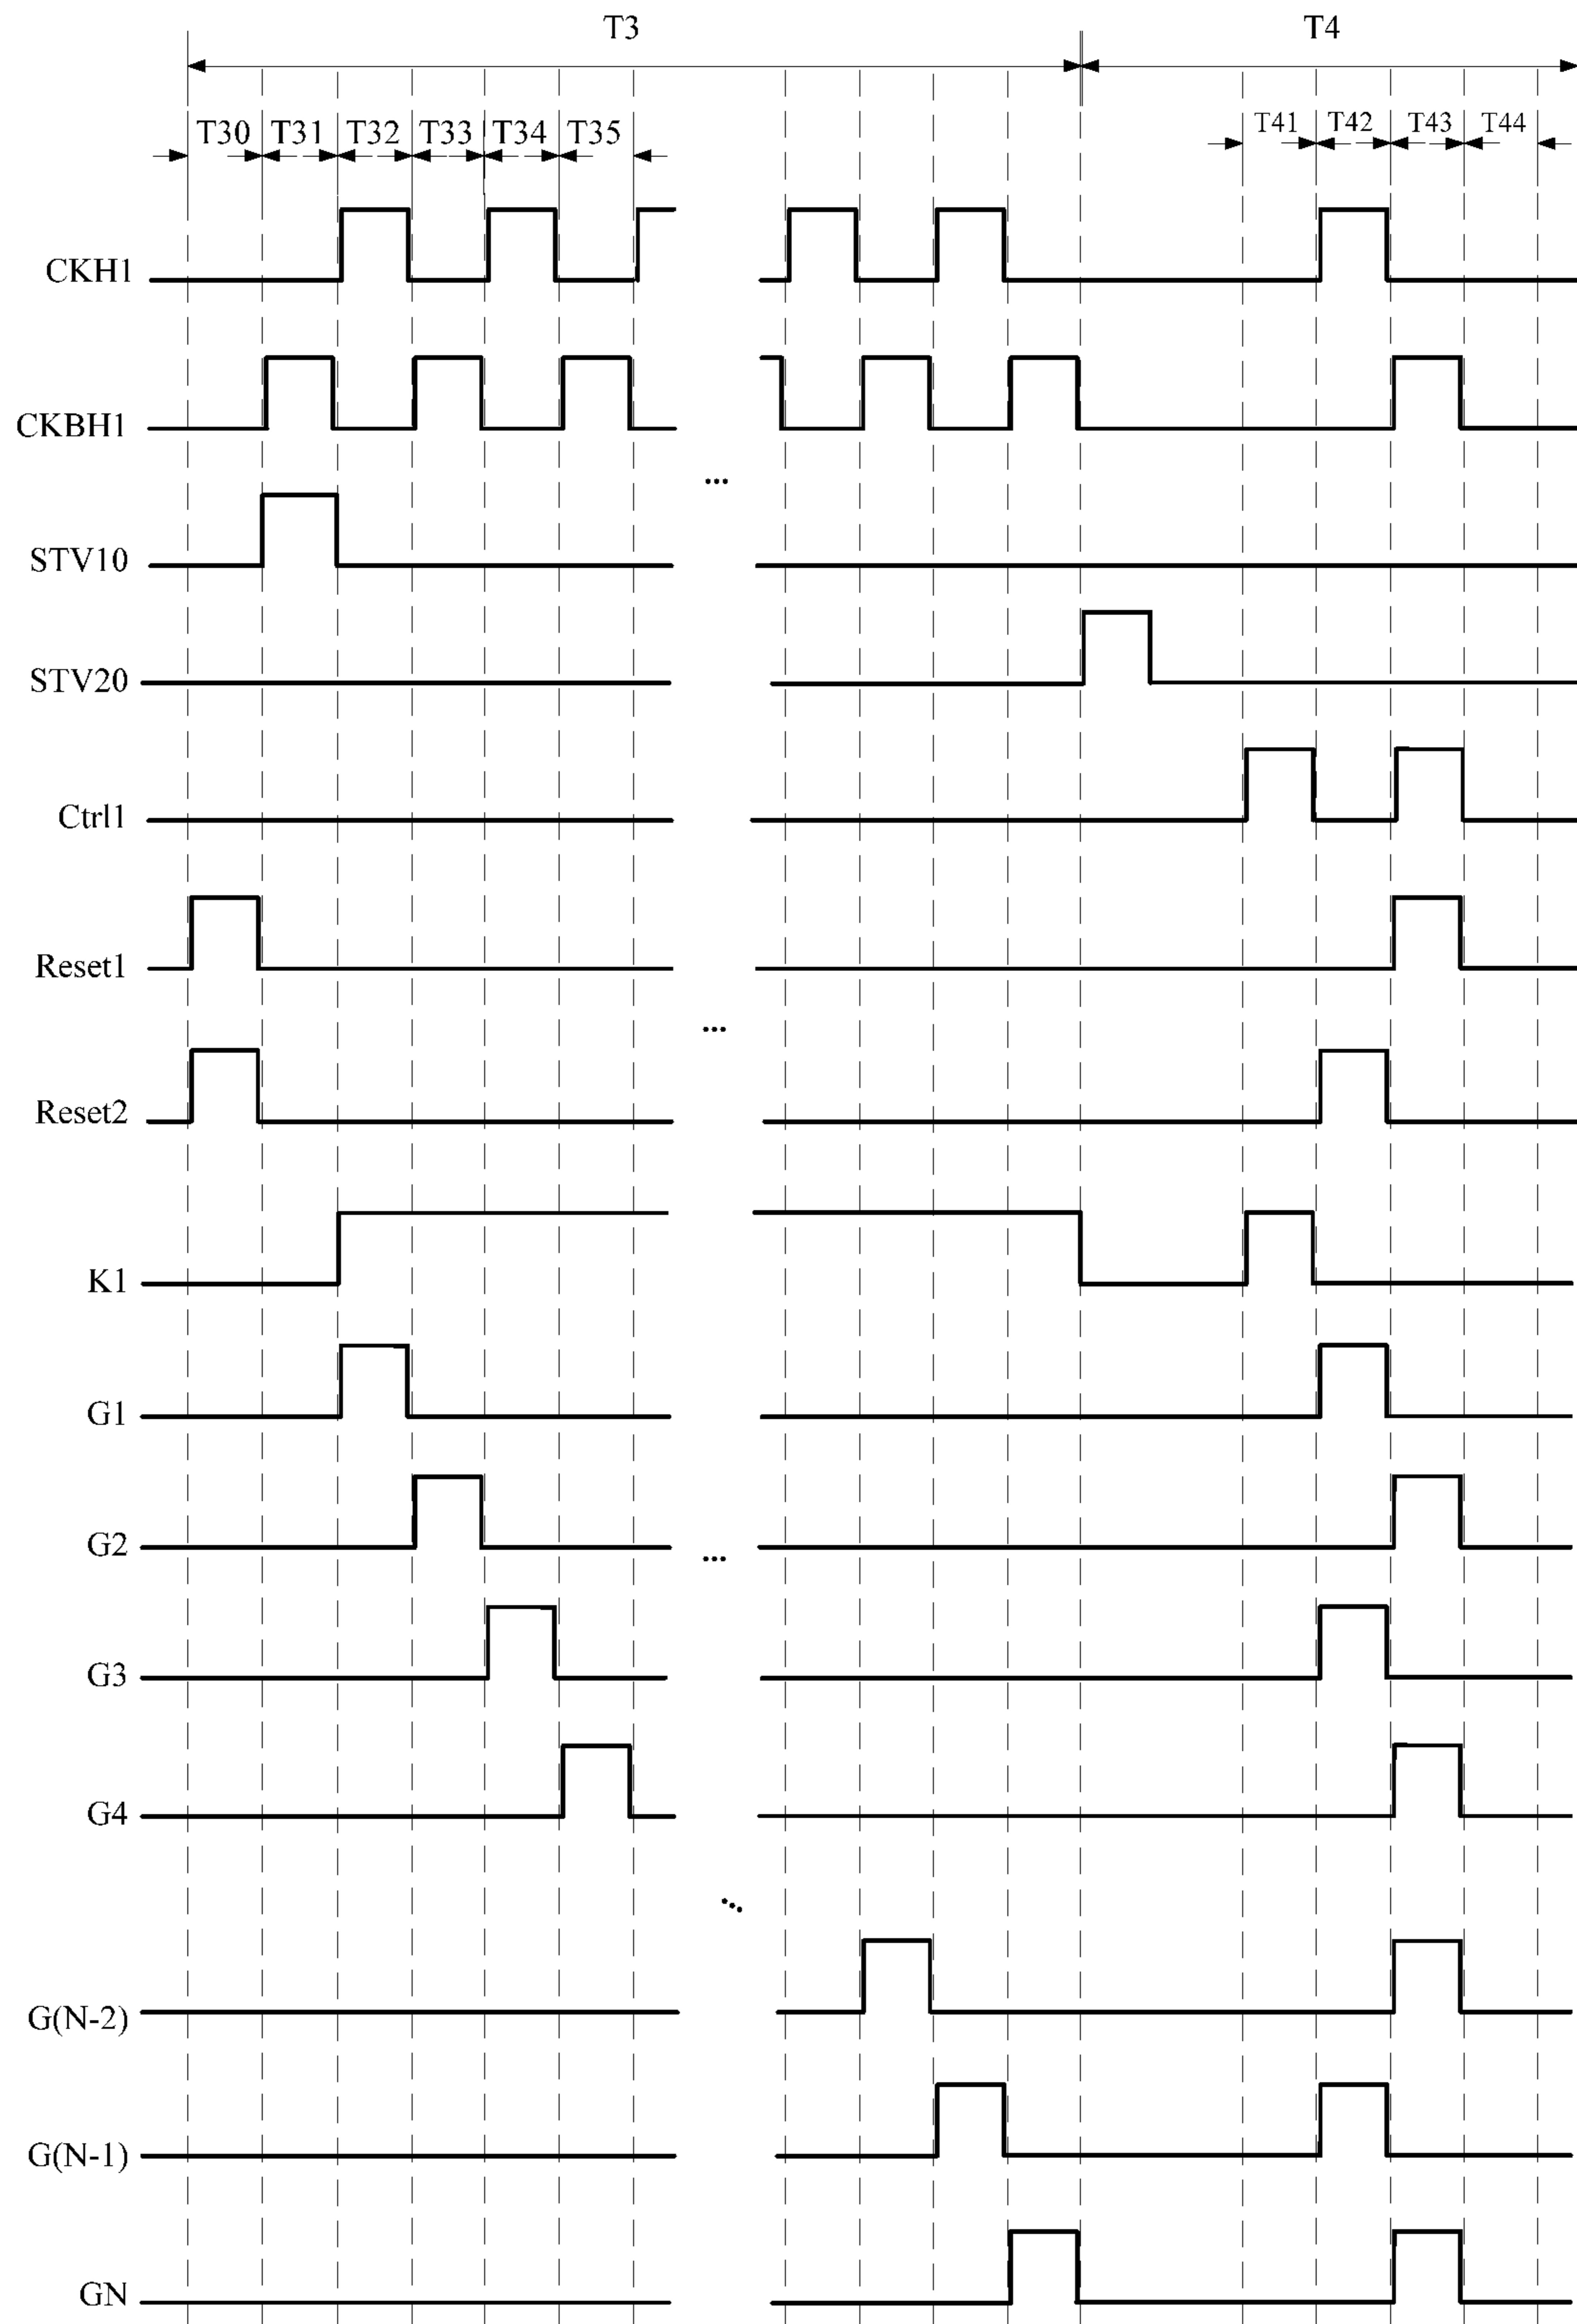 T3 T4
T30 T31 T32 T33 T34 T35 T41 T42 T43 T44
CKH1
CKBH1
...
STV10
STV20
Ctrl1
Reset1
...
Reset2
K1
G1
G2
...
G3
G4
...
G(N-2)
G(N-1)
GN